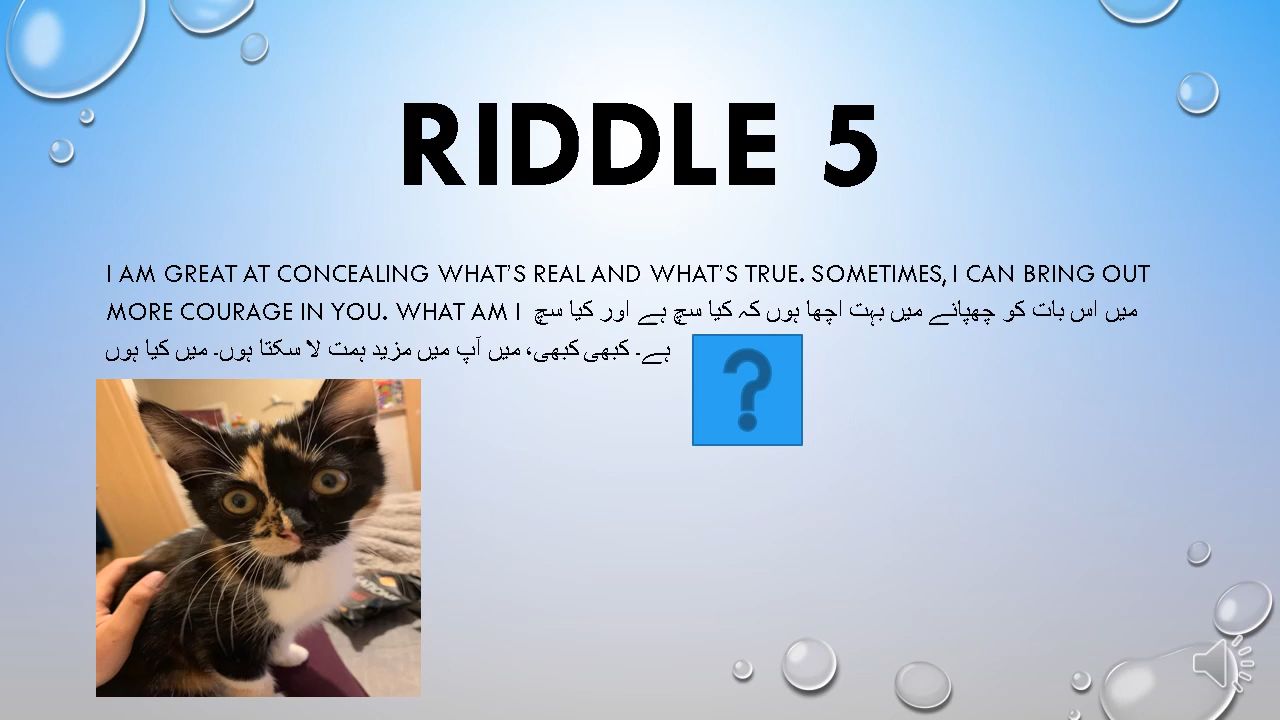 RIDDLE 5
I AM GREAT AT CONCEALING WHAT'S REAL AND WHAT'S TRUE. SOMETIMES, I CAN BRING OUT
MORE COURAGE IN YOU. WHAT AM I میں اس بات کو چھپانے میں بہت اچھا ہوں کہ کیا سچ ہے اور کیا سچ
ہے۔ کبھی کبھی، میں آپ میں مزید ہمت لا سکتا ہوں۔ میں کیا ہوں
?